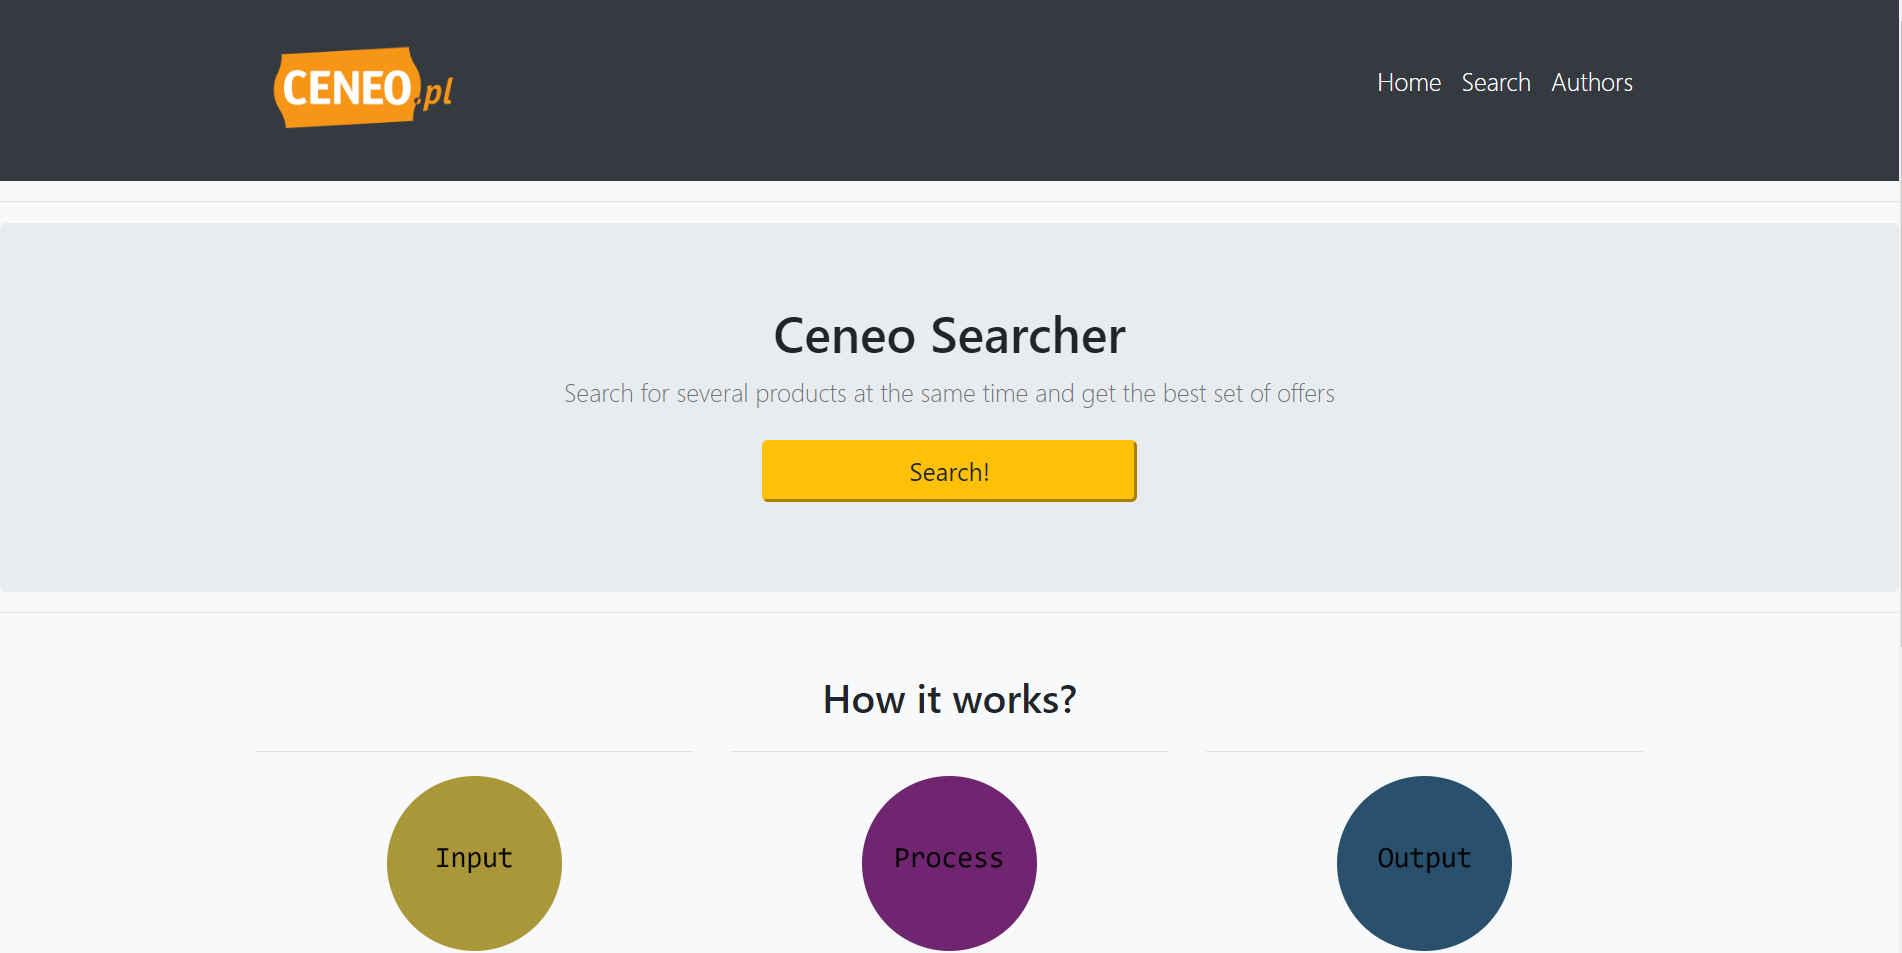 CENEO.pl
Home Search Authors
Ceneo Searcher
Search for several products at the same time and get the best set of offers
Search!
How it works?
Input
Process
Output